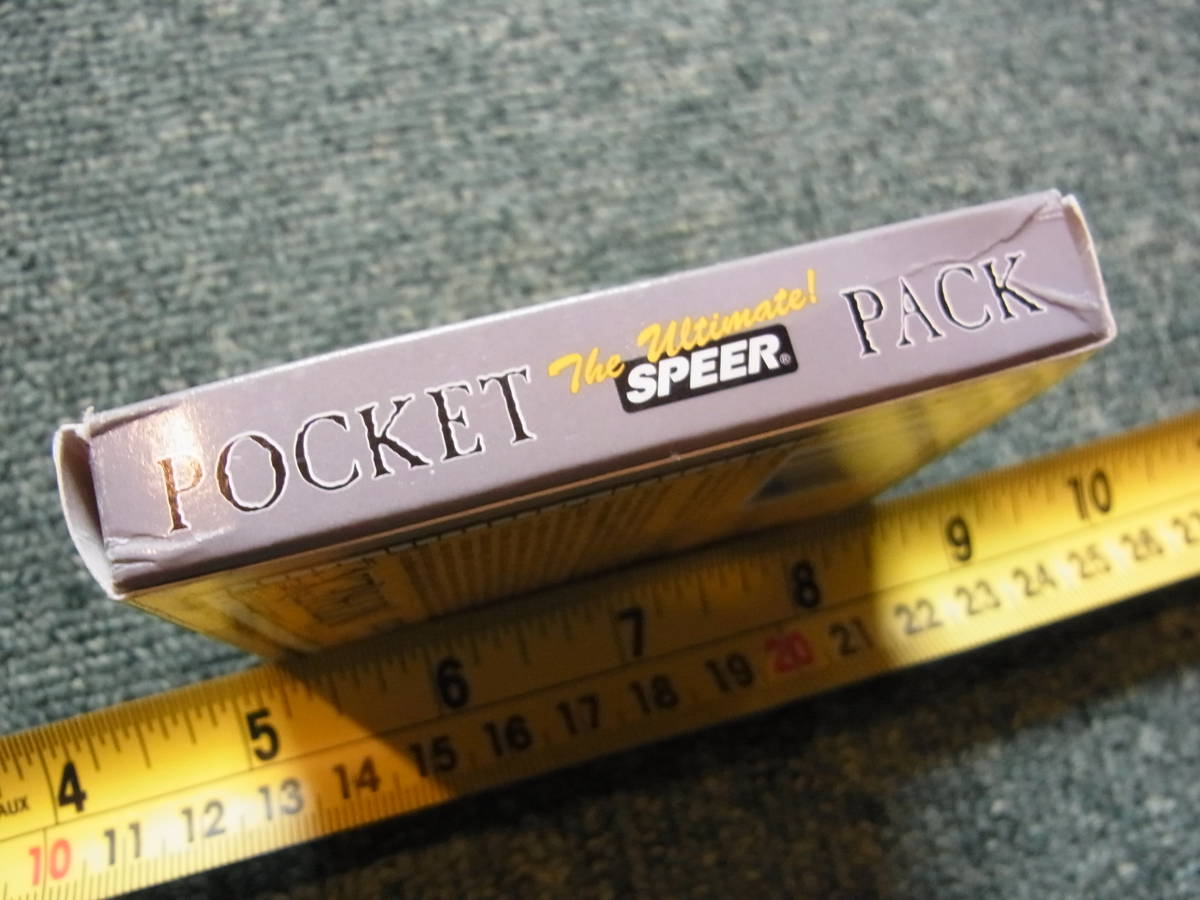 POCKET The Ultimate! SPEER® PACK
4 5 6 7 8 9 10
AUX
10 11 12 13 14 15 16 17 18 19 20 21 22 23 24 25 26